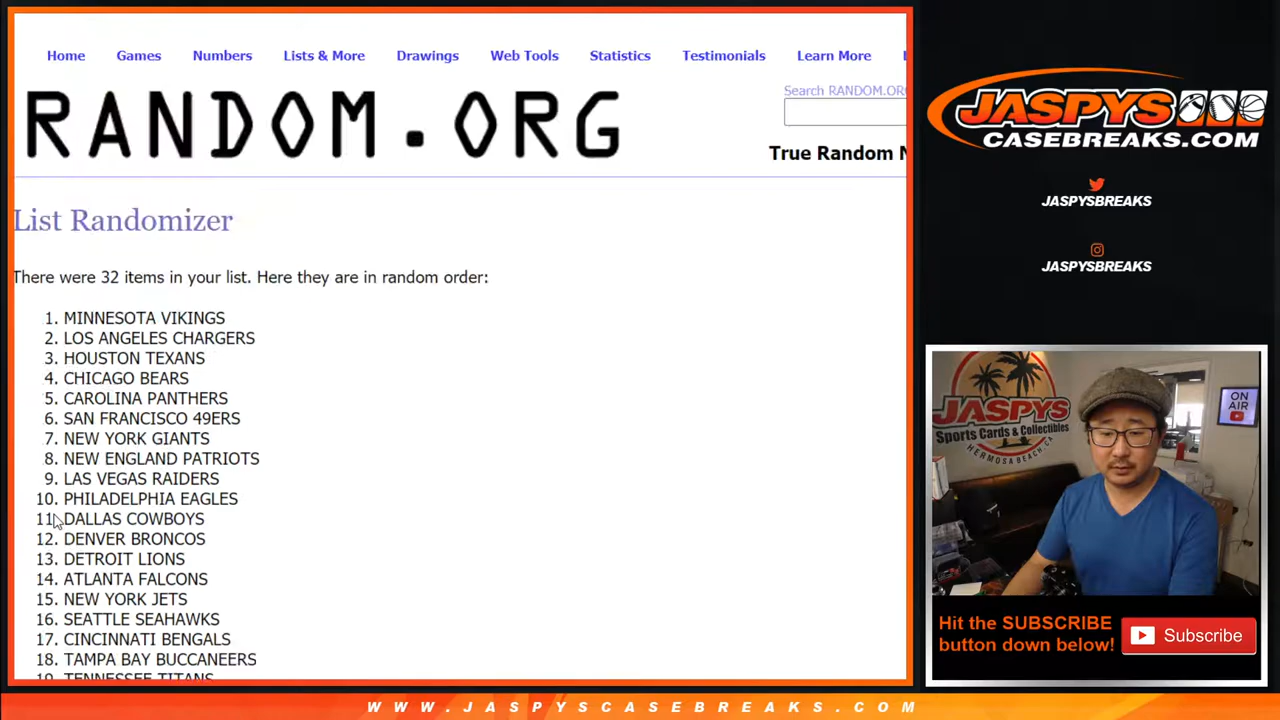 Home Games Numbers Lists & More Drawings Web Tools Statistics Testimonials Learn More
Search RANDOM.ORG
RANDOM.ORG
True Random
List Randomizer
There were 32 items in your list. Here they are in random order:
1. MINNESOTA VIKINGS
2. LOS ANGELES CHARGERS
3. HOUSTON TEXANS
4. CHICAGO BEARS
5. CAROLINA PANTHERS
6. SAN FRANCISCO 49ERS
7. NEW YORK GIANTS
8. NEW ENGLAND PATRIOTS
9. LAS VEGAS RAIDERS
10. PHILADELPHIA EAGLES
11. DALLAS COWBOYS
12. DENVER BRONCOS
13. DETROIT LIONS
14. ATLANTA FALCONS
15. NEW YORK JETS
16. SEATTLE SEAHAWKS
17. CINCINNATI BENGALS
18. TAMPA BAY BUCCANEERS
19. TENNESSEE TITANS
JASPYS
CASEBREAKS.COM
JASPYSBREAKS
JASPYSBREAKS
JASPYS
Sports Cards & Collectibles
HERMOSA BEACH, CA
ON AIR
Hit the SUBSCRIBE
button down below!
Subscribe
WWW.JASPYSCASEBREAKS.COM